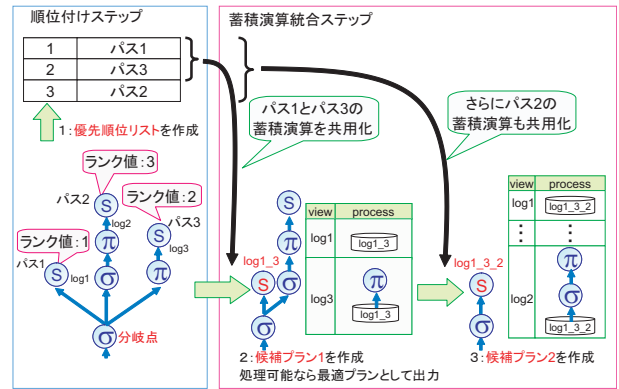 順位付けステップ
1 パス1
2 パス3
3 パス2
1:優先順位リストを作成
ランク値:3
パス2
S
log2
π
σ
ランク値:2
パス3
S
log3
π
ランク値:1
パス1
S
log1
σ
分岐点
蓄積演算統合ステップ
パス1とパス3の
蓄積演算を共用化
さらにパス2の
蓄積演算も共用化
S
π
log1_3
S
σ
σ
view process
log1 log1_3
log3 π
log1_3
2:候補プラン1を作成
処理可能なら最適プランとして出力
log1_3_2
S
σ
view process
log1 log1_3_2
⋮ ⋮
log2 π
σ
log1_3_2
3:候補プラン2を作成